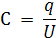 C = q/U